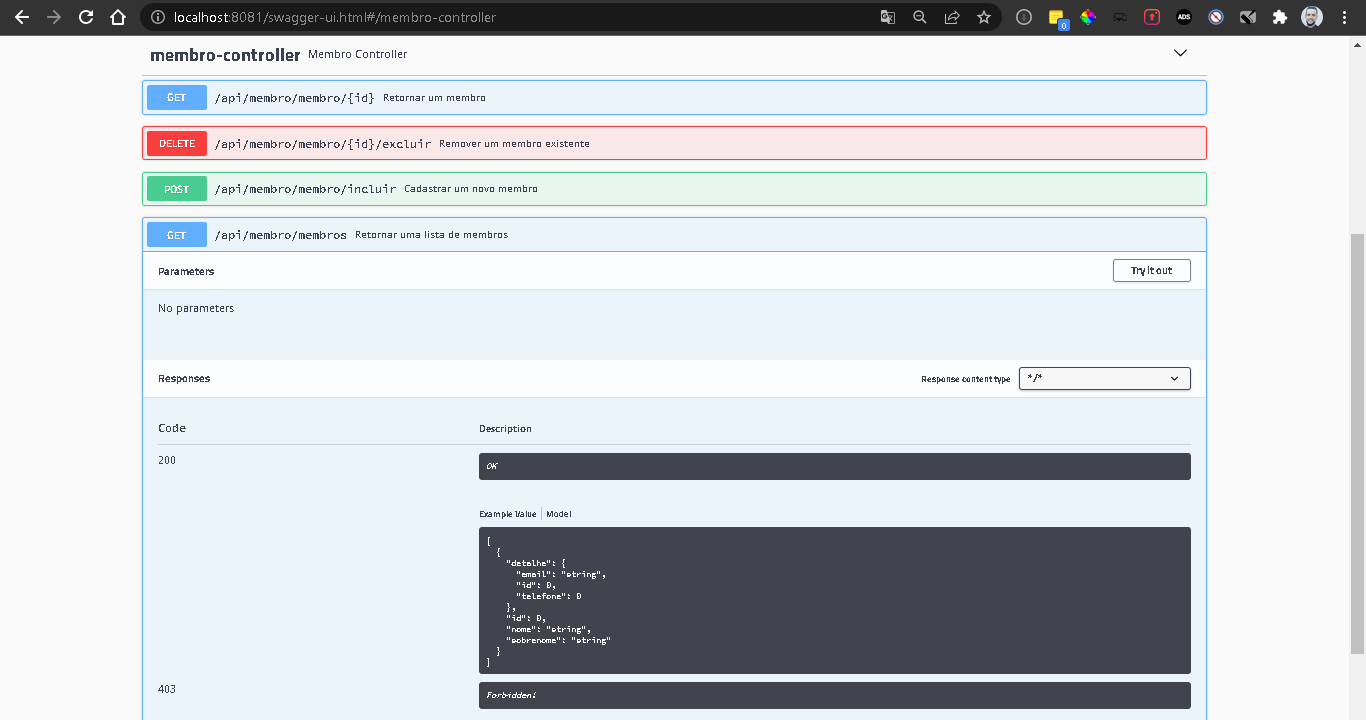 localhost:8081/swagger-ui.html#/membro-controller
0
ADS
membro-controller Membro Controller
GET /api/membro/membro/{id} Retornar um membro
DELETE /api/membro/membro/{id}/excluir Remover um membro existente
POST /api/membro/membro/incluir Cadastrar um novo membro
GET /api/membro/membros Retornar uma lista de membros
Parameters Try it out
No parameters
Responses Response content type */*
Code Description
200 OK
Example Value | Model
[
{
"detalhe": {
"email": "string",
"id": 0,
"telefone": 0
},
"id": 0,
"nome": "string",
"sobrenome": "string"
}
]
403 Forbidden!